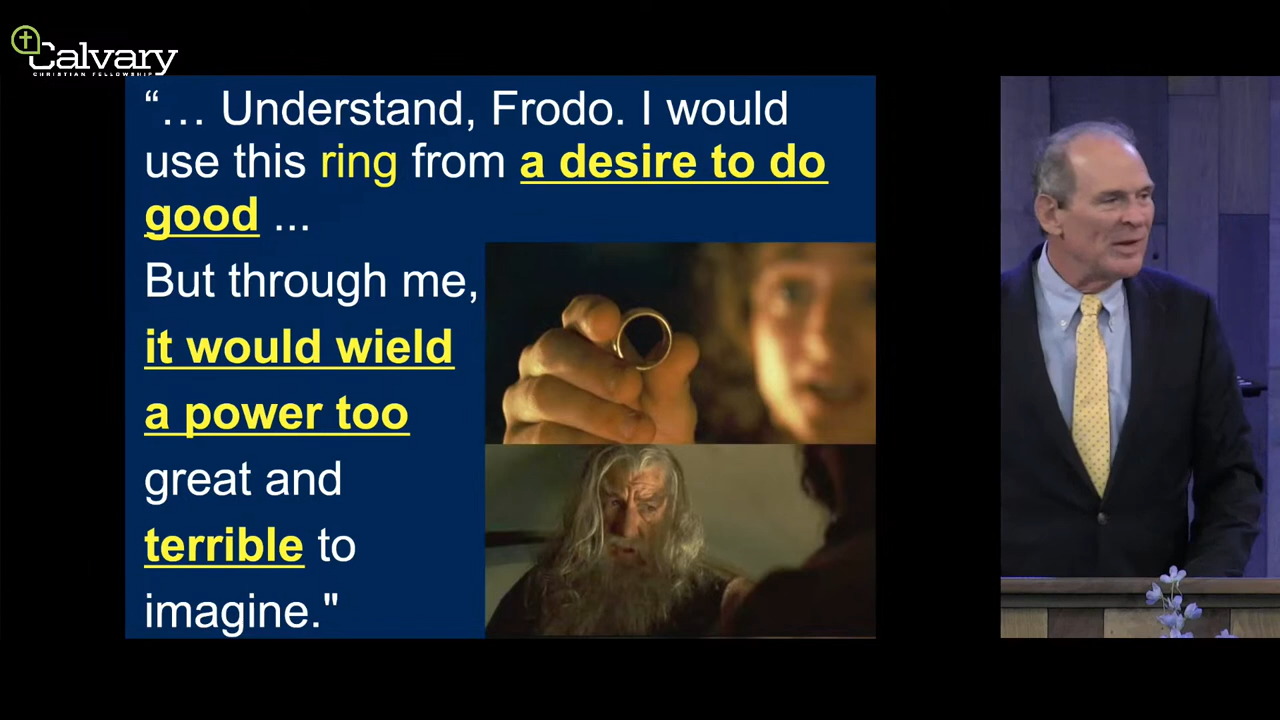 Calvary
CHRISTIAN FELLOWSHIP
“... Understand, Frodo. I would
use this ring from a desire to do
good ...
But through me,
it would wield
a power too
great and
terrible to
imagine."